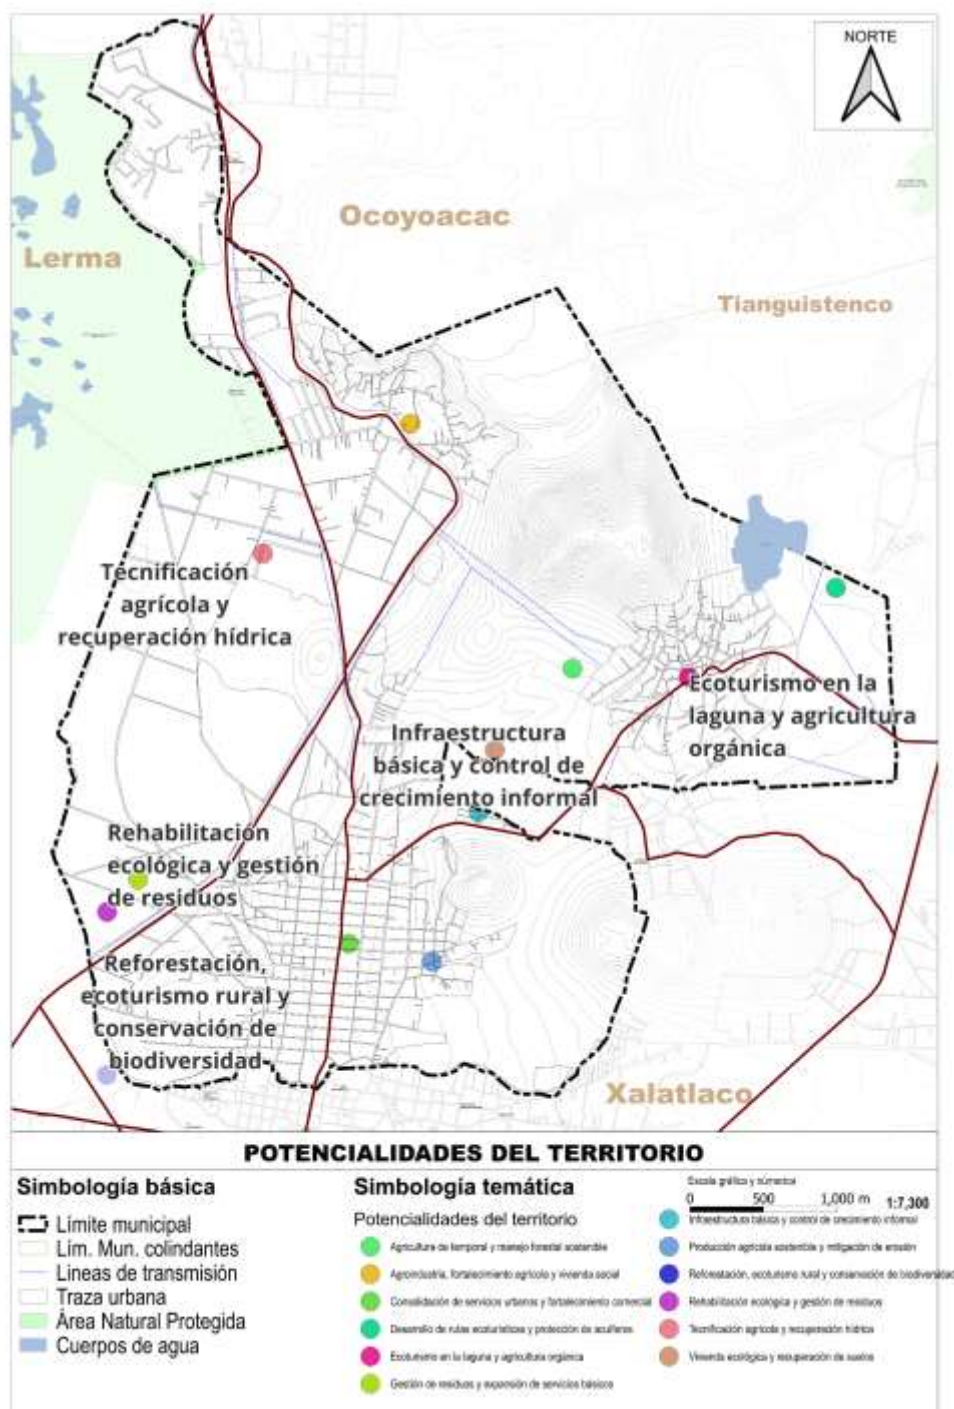 NORTE
Ocoyoacac
Lerma
Tianguistenco
Tecnificación
agrícola y
recuperación hídrica
Ecoturismo en la
laguna y agricultura
orgánica
Infraestructura
básica y control de
crecimiento informal
Rehabilitación
ecológica y gestión
de residuos
Reforestación,
ecoturismo rural y
conservación de
biodiversidad
Xalatlaco
POTENCIALIDADES DEL TERRITORIO
Simbología básica
Límite municipal
Lím. Mun. colindantes
Lineas de transmisión
Traza urbana
Área Natural Protegida
Cuerpos de agua
Simbología temática
Potencialidades del territorio
Agricultura de temporal y manejo forestal sostenible
Agroindustria, fortalecimiento agrícola y vivienda social
Consolidación de servicios urbanos y fortalecimiento comercial
Desarrollo de rutas ecoturísticas y protección de acuíferos
Ecoturismo en la laguna y agricultura orgánica
Gestión de residuos y expansión de servicios básicos
Escala gráfica y númerica
0 500 1,000 m 1:7,300
Infraestructura básica y control de crecimiento informal
Producción agrícola sostenible y mitigación de erosión
Reforestación, ecoturismo rural y conservación de biodiversidad
Rehabilitación ecológica y gestión de residuos
Tecnificación agrícola y recuperación hídrica
Vivienda ecológica y recuperación de suelos